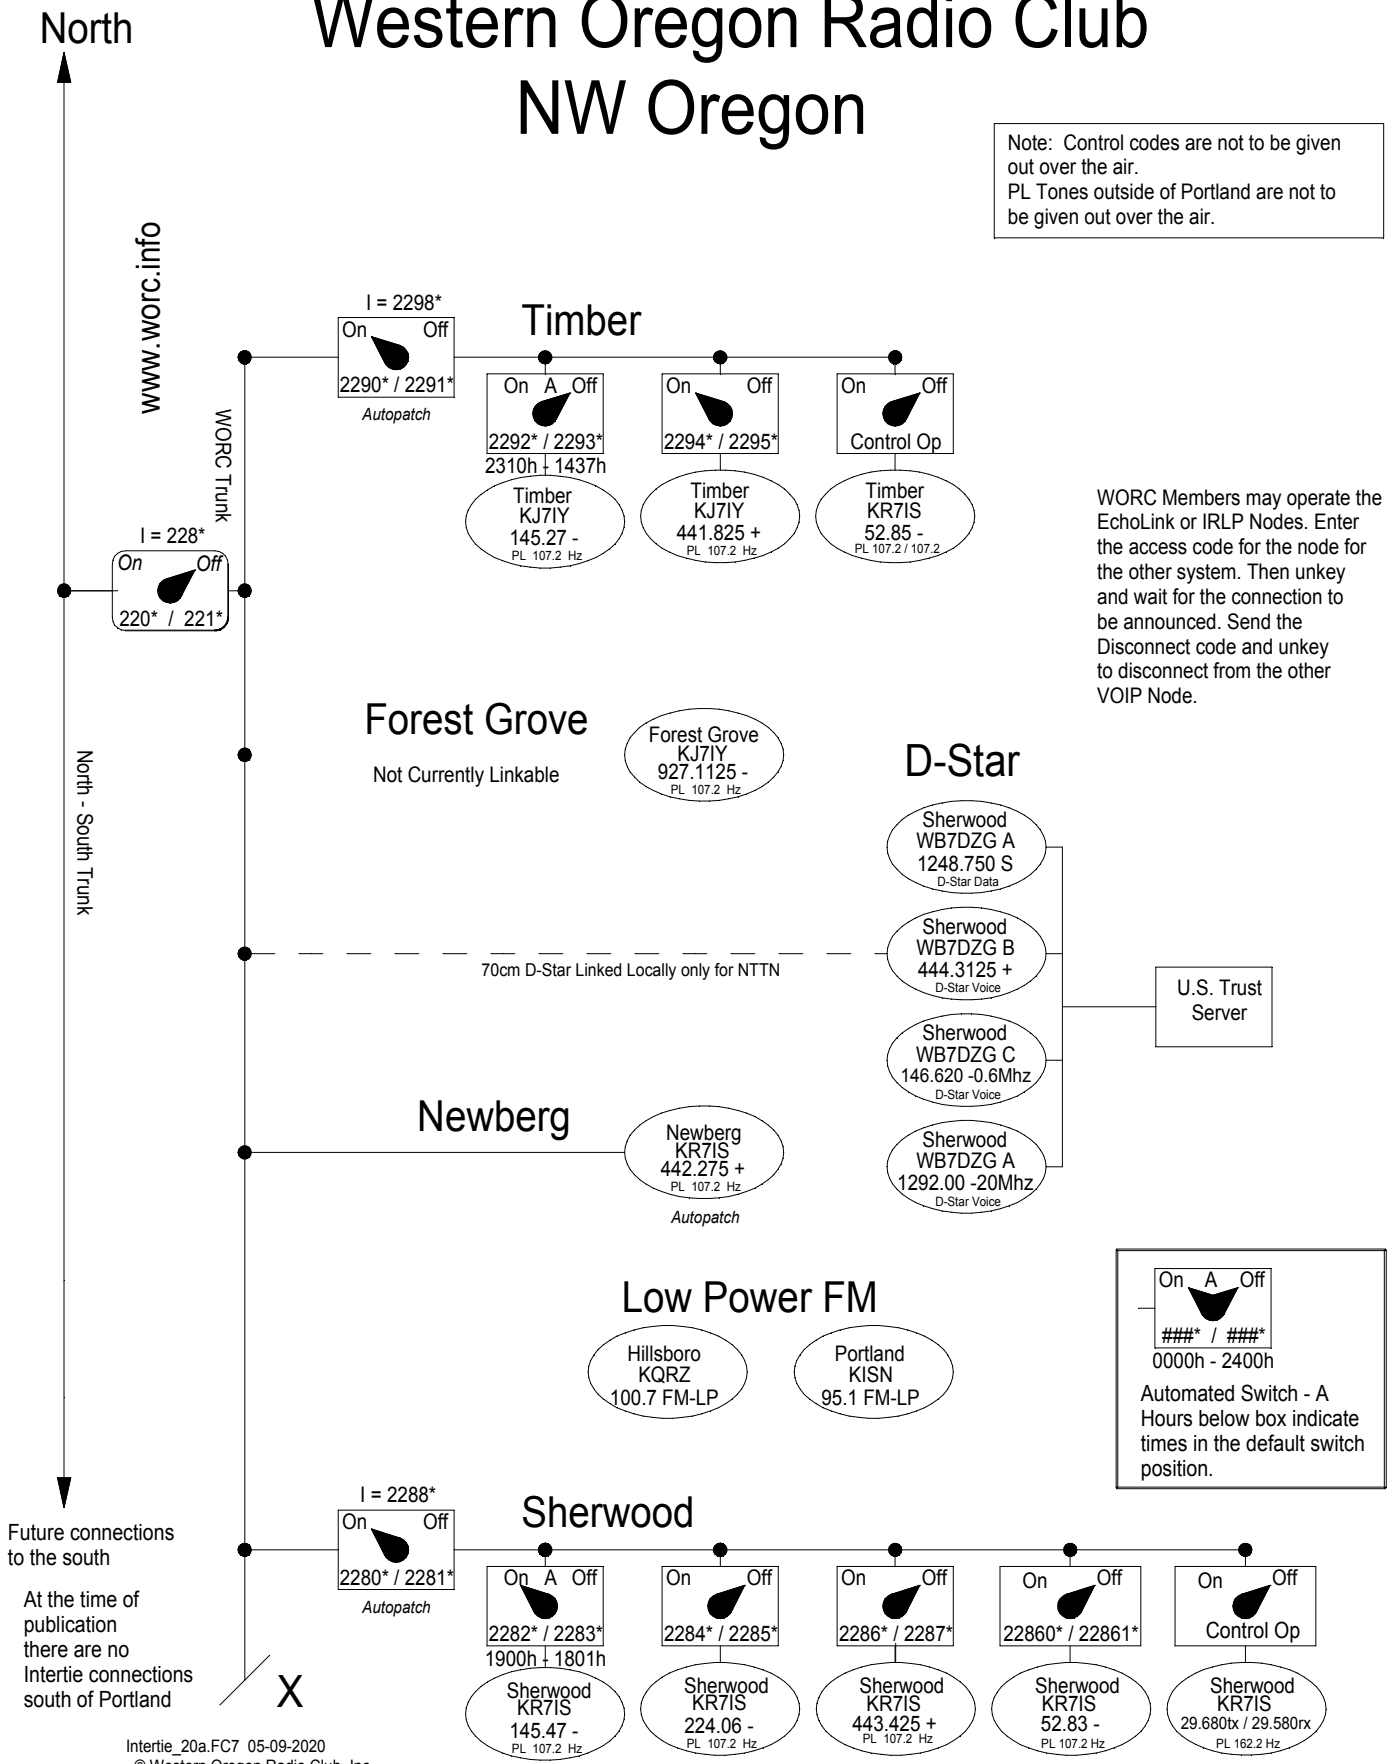 Western Oregon Radio Club
NW Oregon
North
Note: Control codes are not to be given
out over the air.
PL Tones outside of Portland are not to
be given out over the air.
www.worc.info
I = 2298*
On Off
2290* / 2291*
Autopatch
Timber
On A Off
2292* / 2293*
2310h - 1437h
Timber
KJ7IY
145.27 -
PL 107.2 Hz
On Off
2294* / 2295*
Timber
KJ7IY
441.825 +
PL 107.2 Hz
On Off
Control Op
Timber
KR7IS
52.85 -
PL 107.2 / 107.2
WORC Trunk
I = 228*
On Off
220* / 221*
WORC Members may operate the
EchoLink or IRLP Nodes. Enter
the access code for the node for
the other system. Then unkey
and wait for the connection to
be announced. Send the
Disconnect code and unkey
to disconnect from the other
VOIP Node.
North - South Trunk
Forest Grove
Not Currently Linkable
Forest Grove
KJ7IY
927.1125 -
PL 107.2 Hz
D-Star
Sherwood
WB7DZG A
1248.750 S
D-Star Data
Sherwood
WB7DZG B
444.3125 +
D-Star Voice
70cm D-Star Linked Locally only for NTTN
U.S. Trust
Server
Sherwood
WB7DZG C
146.620 -0.6Mhz
D-Star Voice
Sherwood
WB7DZG A
1292.00 -20Mhz
D-Star Voice
Newberg
Newberg
KR7IS
442.275 +
PL 107.2 Hz
Autopatch
Low Power FM
Hillsboro
KQRZ
100.7 FM-LP
Portland
KISN
95.1 FM-LP
On A Off
###* / ###*
0000h - 2400h
Automated Switch - A
Hours below box indicate
times in the default switch
position.
Future connections
to the south
At the time of
publication
there are no
Intertie connections
south of Portland
X
I = 2288*
On Off
2280* / 2281*
Autopatch
Sherwood
On A Off
2282* / 2283*
1900h - 1801h
Sherwood
KR7IS
145.47 -
PL 107.2 Hz
On Off
2284* / 2285*
Sherwood
KR7IS
224.06 -
PL 107.2 Hz
On Off
2286* / 2287*
Sherwood
KR7IS
443.425 +
PL 107.2 Hz
On Off
22860* / 22861*
Sherwood
KR7IS
52.83 -
PL 107.2 Hz
On Off
Control Op
Sherwood
KR7IS
29.680tx / 29.580rx
PL 162.2 Hz
Intertie_20a.FC7 05-09-2020
© Western Oregon Radio Club, Inc